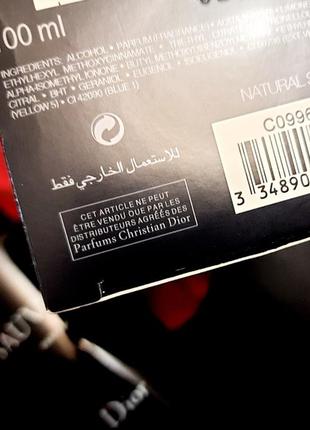 00 ml
INGREDIENTS: ALCOHOL • PARFUM (FRAGRANCE) •
ETHYLHEXYL METHOXYCINNAMATE •
ALPHA-ISOMETHYL IONONE • BUTYL METHOXYDIBENZOYL
CITRAL • BHT • GERANIOL • EUGENOL • ISOEUGENOL •
(YELLOW 5) • CI 42090 (BLUE 1)
NATURAL S
C0996
للاستعمال الخارجي فقط
3 34890
CET ARTICLE NE PEUT
ÊTRE VENDU QUE PAR LES
DISTRIBUTEURS AGRÉÉS DES
Parfums Christian Dior
Dior